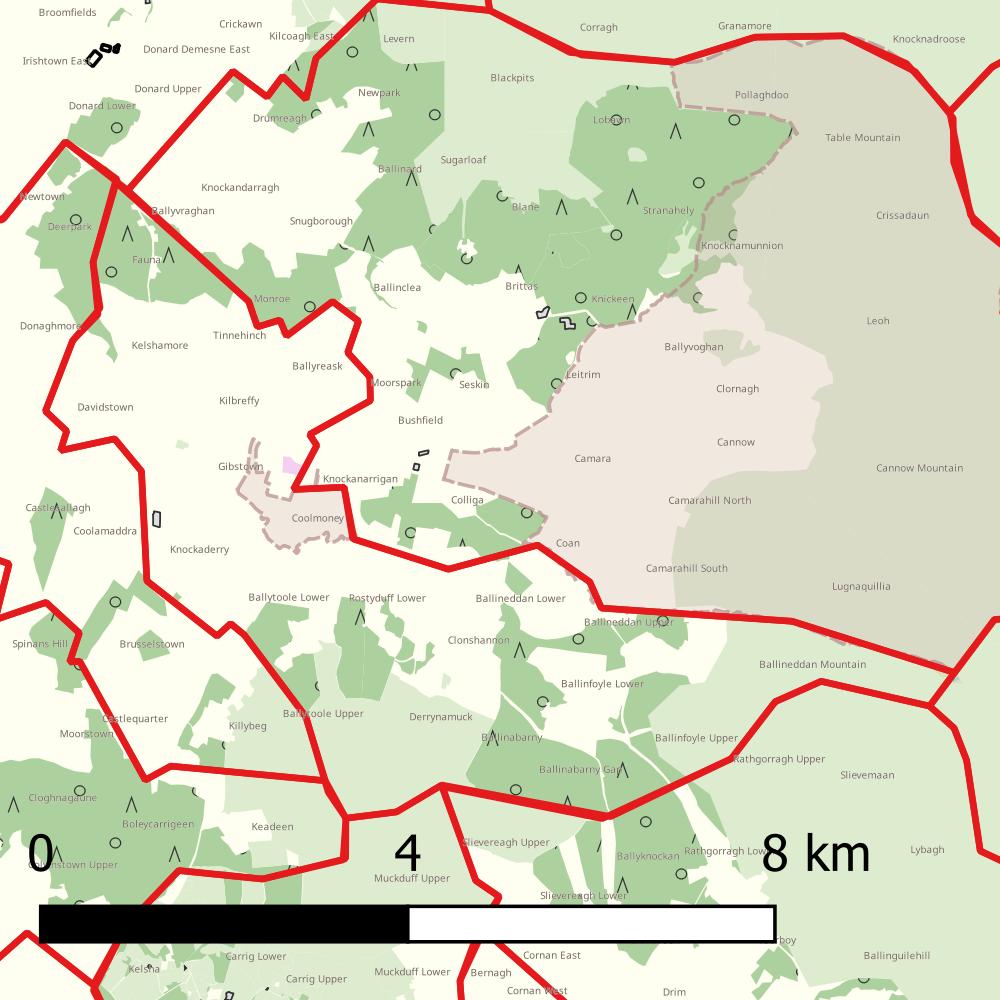 Broomfields
Crickawn
Kilcoagh East
Levern
Corragh
Granamore
Knocknadroose
Irishtown East
Donard Demesne East
Donard Upper
Newpark
Blackpits
Pollaghdoo
Donard Lower
Drumreagh
Lobawn
Table Mountain
Ballinard
Sugarloaf
Newtown
Knockandarragh
Ballyvraghan
Snugborough
Blane
Stranahely
Crissadaun
Deerpark
Fauna
Knocknamunnion
Monroe
Ballinclea
Brittas
Knickeen
Donaghmore
Tinnehinch
Kelshamore
Leoh
Ballyvoghan
Ballyreask
Moorspark
Seskin
Leitrim
Clornagh
Davidstown
Kilbreffy
Bushfield
Cannow
Gibstown
Knockanarrigan
Camara
Cannow Mountain
Castlesallagh
Colliga
Camarahill North
Coolamaddra
Coolmoney
Knockaderry
Coan
Camarahill South
Lugnaquillia
Ballytoole Lower
Rostyduff Lower
Ballineddan Lower
Ballineddan Upper
Spinans Hill
Brusselstown
Clonshannon
Ballineddan Mountain
Ballinfoyle Lower
Castlequarter
Moorstown
Killybeg
Ballytoole Upper
Derrynamuck
Ballinabarny
Ballinfoyle Upper
Ballinabarny Gap
Rathgorragh Upper
Slievemaan
Cloghnagaune
Boleycarrigeen
Keadeen
Slievereagh Upper
Ballyknockan
Rathgorragh Low
Lybagh
0
4
8 km
Colvinstown Upper
Muckduff Upper
Slievereagh Lower
rboy
Kelsha
Carrig Lower
Carrig Upper
Muckduff Lower
Bernagh
Cornan East
Cornan West
Drim
Ballinguilehill